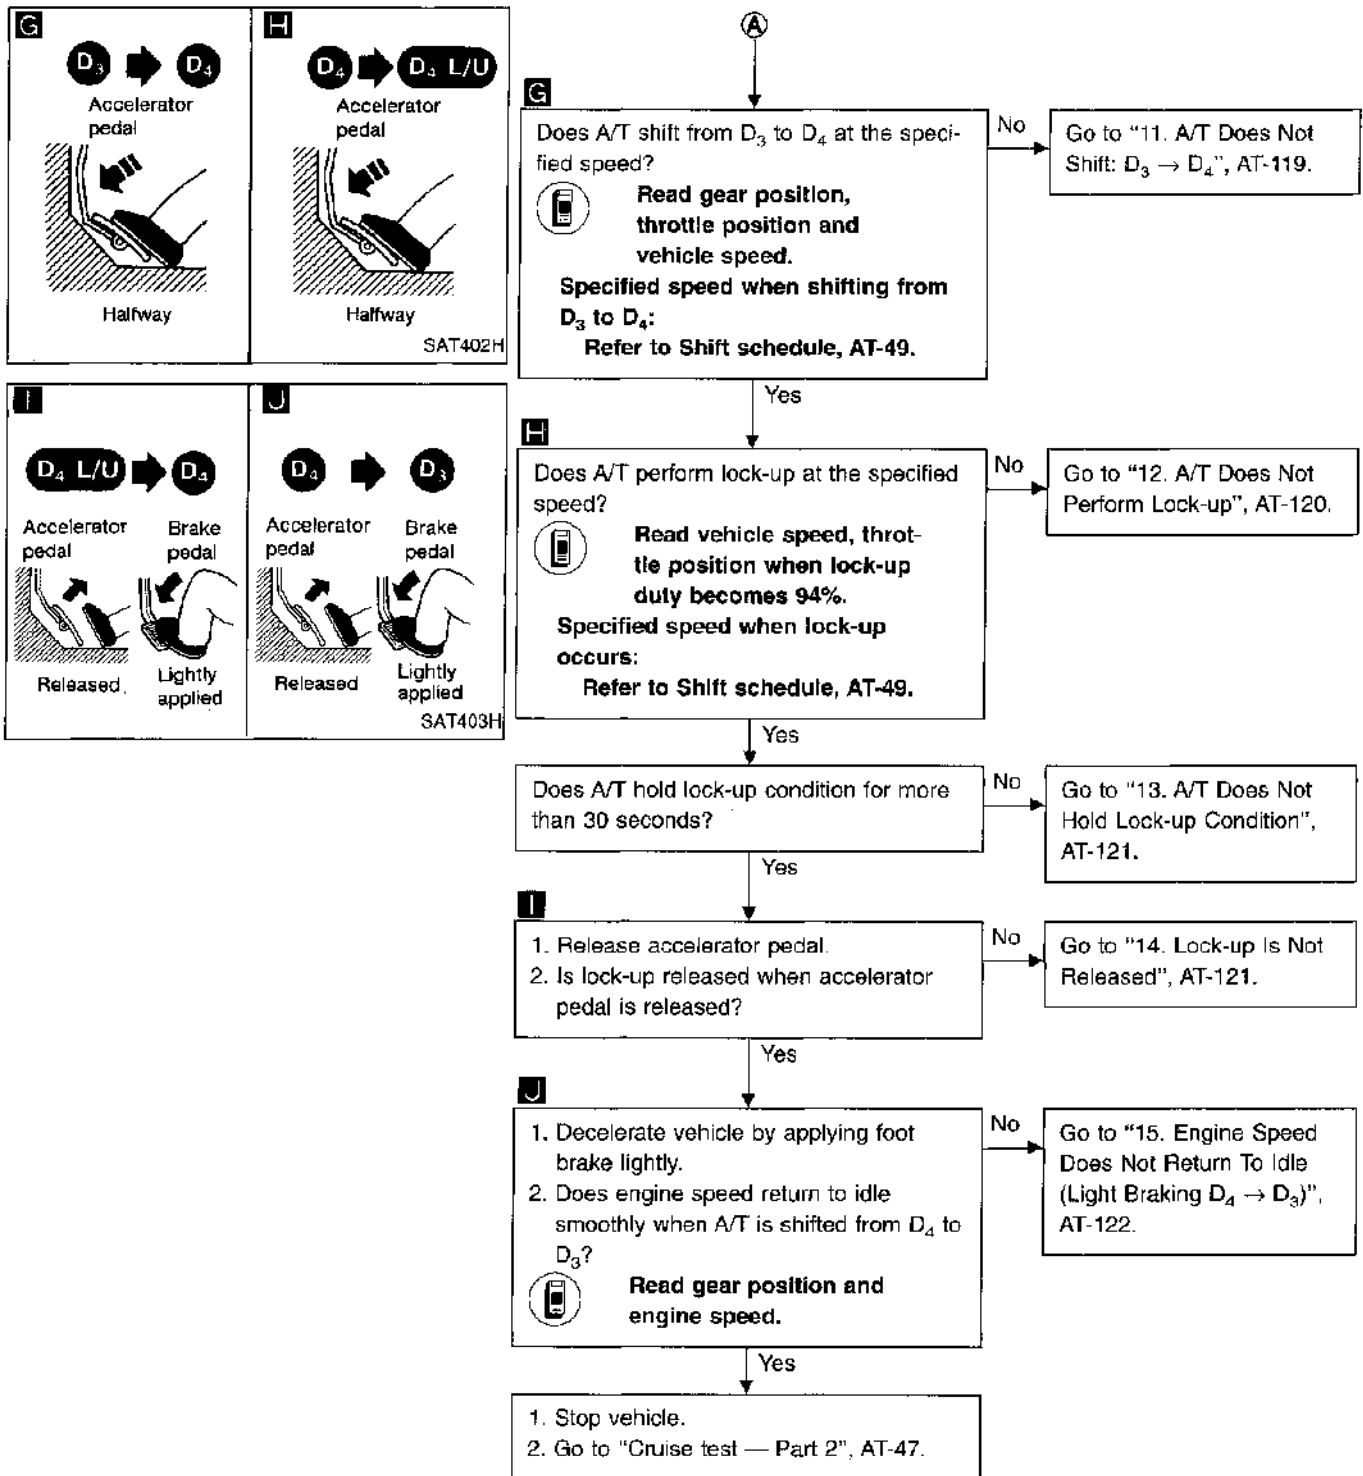 G
D₃ D₄
Accelerator
pedal
Halfway
H
D₄ D₄ L/U
Accelerator
pedal
Halfway
SAT402H
I
D₄ L/U D₄
Accelerator
pedal
Brake
pedal
Released
Lightly
applied
J
D₄ D₃
Accelerator
pedal
Brake
pedal
Released
Lightly
applied
SAT403H
A
G
Does A/T shift from D₃ to D₄ at the speci-
fied speed?
Read gear position,
throttle position and
vehicle speed.
Specified speed when shifting from
D₃ to D₄:
Refer to Shift schedule, AT-49.
No
Go to "11. A/T Does Not
Shift: D₃ → D₄", AT-119.
Yes
H
Does A/T perform lock-up at the specified
speed?
Read vehicle speed, throt-
tle position when lock-up
duty becomes 94%.
Specified speed when lock-up
occurs:
Refer to Shift schedule, AT-49.
No
Go to "12. A/T Does Not
Perform Lock-up", AT-120.
Yes
Does A/T hold lock-up condition for more
than 30 seconds?
No
Go to "13. A/T Does Not
Hold Lock-up Condition",
AT-121.
Yes
I
1. Release accelerator pedal.
2. Is lock-up released when accelerator
pedal is released?
No
Go to "14. Lock-up Is Not
Released", AT-121.
Yes
J
1. Decelerate vehicle by applying foot
brake lightly.
2. Does engine speed return to idle
smoothly when A/T is shifted from D₄ to
D₃?
Read gear position and
engine speed.
No
Go to "15. Engine Speed
Does Not Return To Idle
(Light Braking D₄ → D₃)",
AT-122.
Yes
1. Stop vehicle.
2. Go to "Cruise test — Part 2", AT-47.